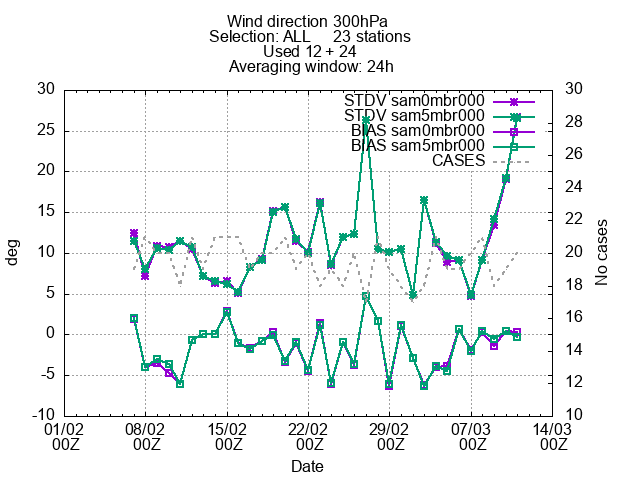 Wind direction 300hPa
Selection: ALL 23 stations
Used 12 + 24
Averaging window: 24h
STDV sam0mbr000
STDV sam5mbr000
BIAS sam0mbr000
BIAS sam5mbr000
CASES
30
25
20
15
10
5
0
-5
-10
deg
30
28
26
24
22
20
18
16
14
12
10
No cases
01/02 08/02 15/02 22/02 29/02 07/03 14/03
00Z 00Z 00Z 00Z 00Z 00Z 00Z
Date